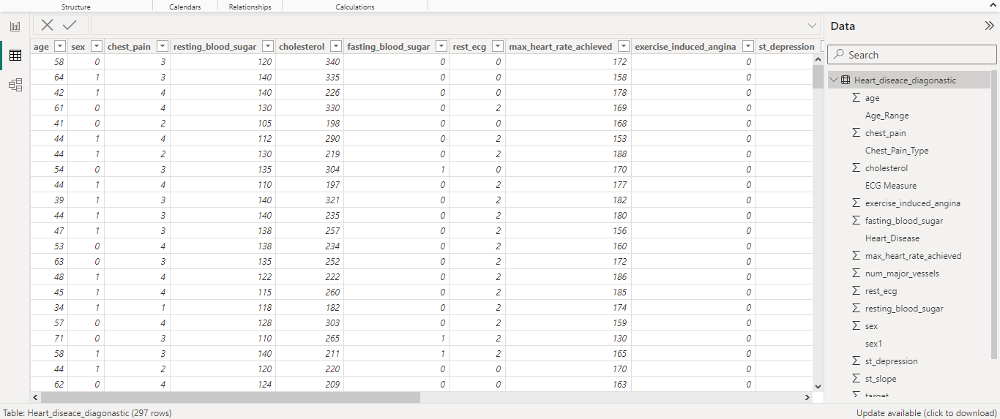 Structure Calendars Relationships Calculations
Data
Search
age sex chest_pain resting_blood_sugar cholesterol fasting_blood_sugar rest_ecg max_heart_rate_achieved exercise_induced_angina st_depression
58 0 3 120 340 0 0 172 0
64 1 3 140 335 0 0 158 0
42 1 4 140 226 0 0 178 0
61 0 4 130 330 0 2 169 0
41 0 2 105 198 0 0 168 0
44 1 4 112 290 0 2 153 0
44 1 2 130 219 0 2 188 0
54 0 3 135 304 1 0 170 0
44 1 4 110 197 0 2 177 0
39 1 3 140 321 0 2 182 0
44 1 3 140 235 0 2 180 0
47 1 3 138 257 0 2 156 0
53 0 4 138 234 0 2 160 0
63 0 3 135 252 0 2 172 0
48 1 4 122 222 0 2 186 0
45 1 4 115 260 0 2 185 0
34 1 1 118 182 0 2 174 0
57 0 4 128 303 0 2 159 0
71 0 3 110 265 1 2 130 0
58 1 3 140 211 1 2 165 0
44 1 2 120 220 0 0 170 0
62 0 4 124 209 0 0 163 0
Heart_diseace_diagonastic
age
Age_Range
chest_pain
Chest_Pain_Type
cholesterol
ECG Measure
exercise_induced_angina
fasting_blood_sugar
Heart_Disease
max_heart_rate_achieved
num_major_vessels
rest_ecg
resting_blood_sugar
sex
sex1
st_depression
st_slope
target
Table: Heart_diseace_diagonastic (297 rows)
Update available (click to download)